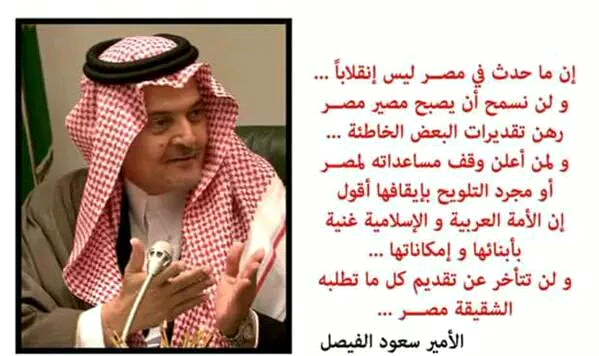 إن ما حدث في مصر ليس إنقلاباً ...
و لن نسمح أن يصبح مصير مصر
رهن تقديرات البعض الخاطئة ...
و لمن أعلن وقف مساعداته لمصر
أو مجرد التلويح بإيقافها أقول
إن الأمة العربية و الإسلامية غنية
بأبنائها و إمكاناتها ...
و لن تتأخر عن تقديم كل ما تطلبه
الشقيقة مصر ...
الأمير سعود الفيصل